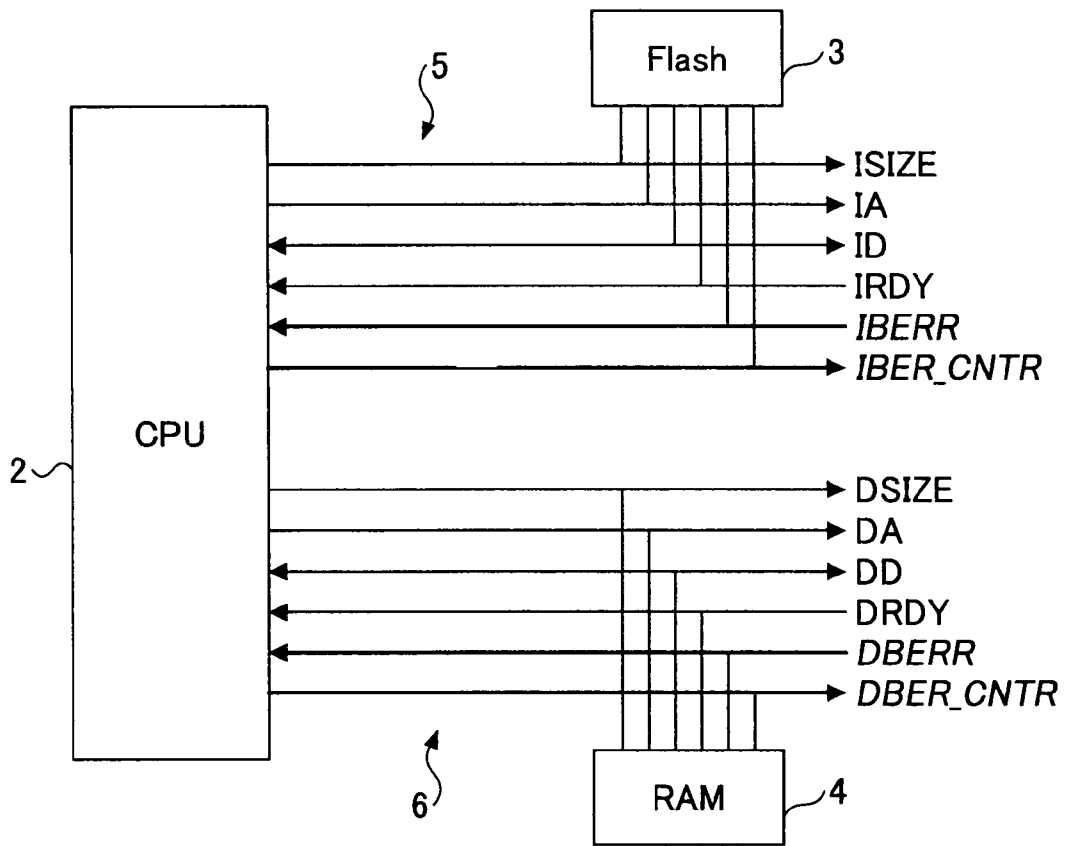 Flash
3
5
ISIZE
IA
ID
IRDY
IBERR
IBER_CNTR
CPU
2
DSIZE
DA
DD
DRDY
DBERR
DBER_CNTR
6
RAM
4